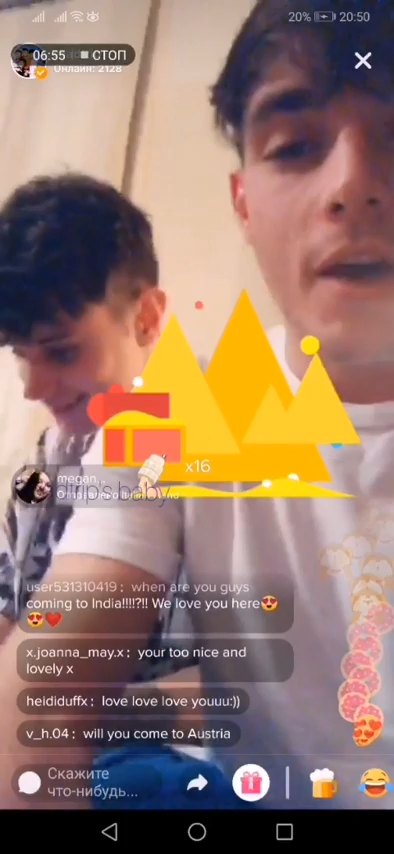 20% 20:50
06:55 СТОП
Онлайн: 2128
x16
megan...
drips.baby
user531310419: when are you guys
coming to India!!!!?!! We love you here😍
😍❤️
x.joanna_may.x: your too nice and
lovely x
heididuffx: love love love youuu:))
v_h.04: will you come to Austria
Скажите
что-нибудь...